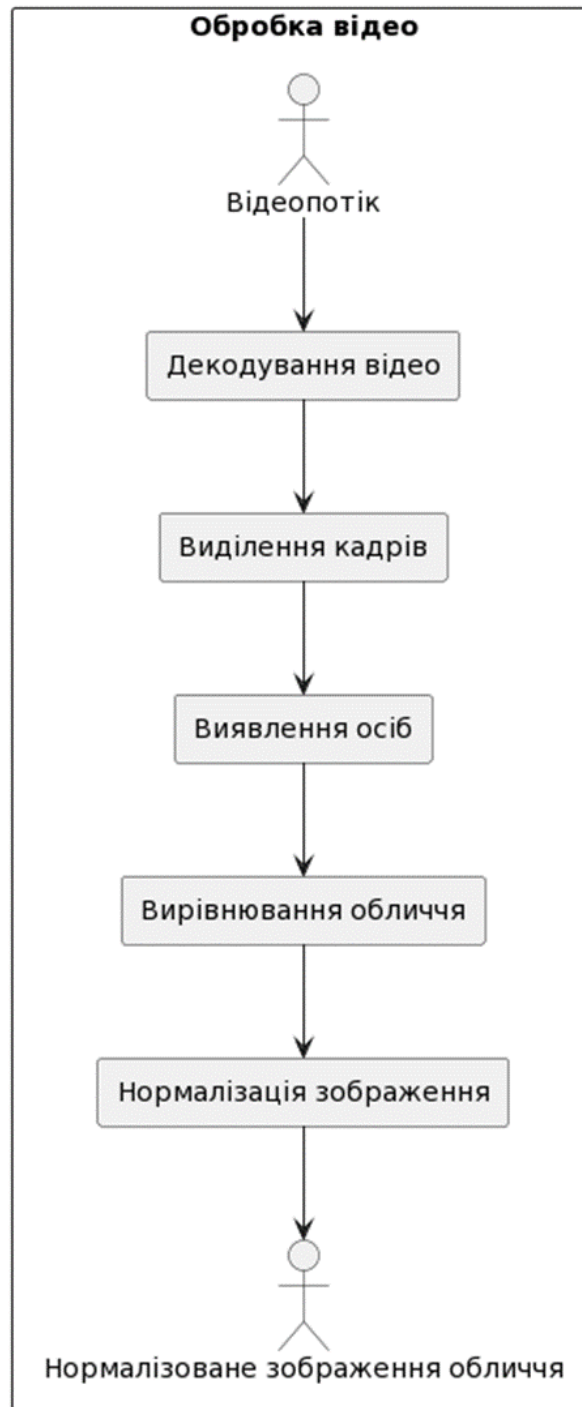 Обробка відео
Відеопотік
Декодування відео
Виділення кадрів
Виявлення осіб
Вирівнювання обличчя
Нормалізація зображення
Нормалізоване зображення обличчя